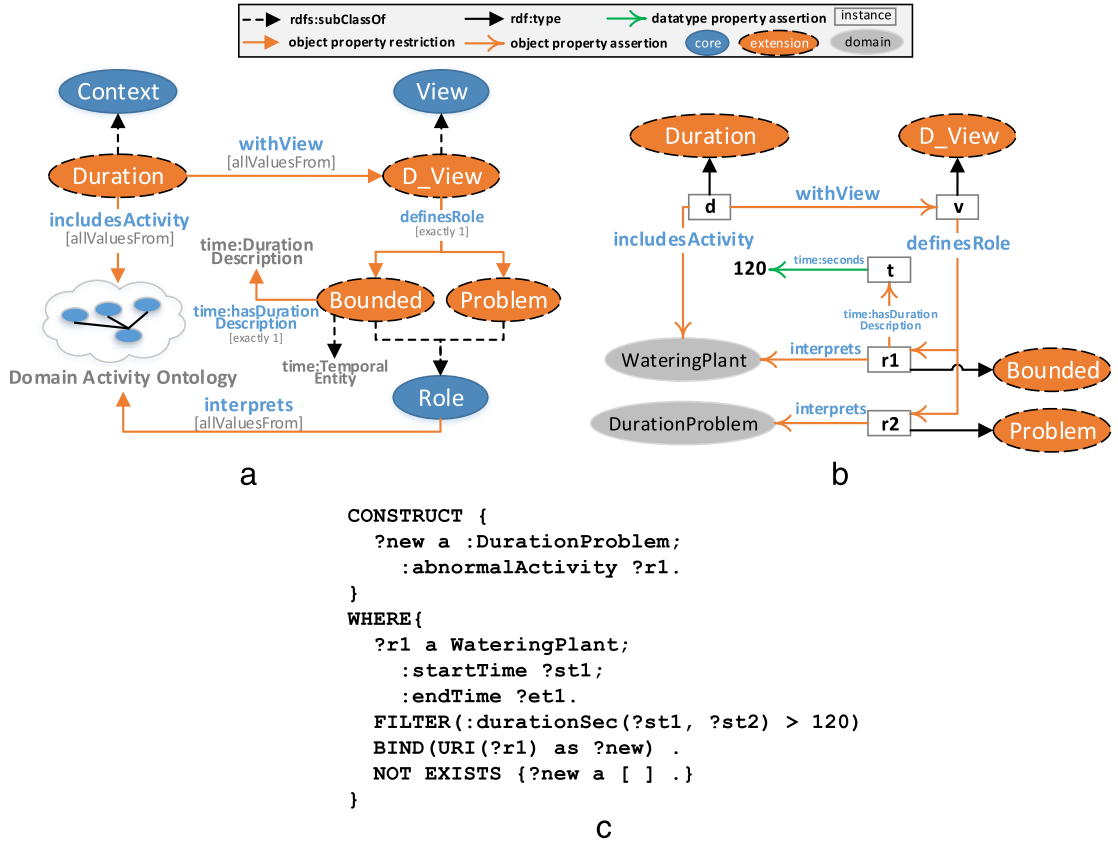 rdfs:subClassOf
rdf:type
datatype property assertion
instance
object property restriction
object property assertion
core
extension
domain
Context
View
withView
[allValuesFrom]
Duration
D_View
includesActivity
[allValuesFrom]
definesRole
[exactly 1]
time:Duration
Description
Bounded
Problem
time:hasDuration
Description
[exactly 1]
time:Temporal
Entity
Domain Activity Ontology
interprets
[allValuesFrom]
Role
a
Duration
D_View
withView
d
v
includesActivity
definesRole
120
time:seconds
t
time:hasDuration
Description
WateringPlant
interprets
r1
Bounded
DurationProblem
interprets
r2
Problem
b
CONSTRUCT {
?new a :DurationProblem;
:abnormalActivity ?r1.
}
WHERE{
?r1 a WateringPlant;
:startTime ?st1;
:endTime ?et1.
FILTER(:durationSec(?st1, ?st2) > 120)
BIND(URI(?r1) as ?new) .
NOT EXISTS {?new a [ ] .}
}
c